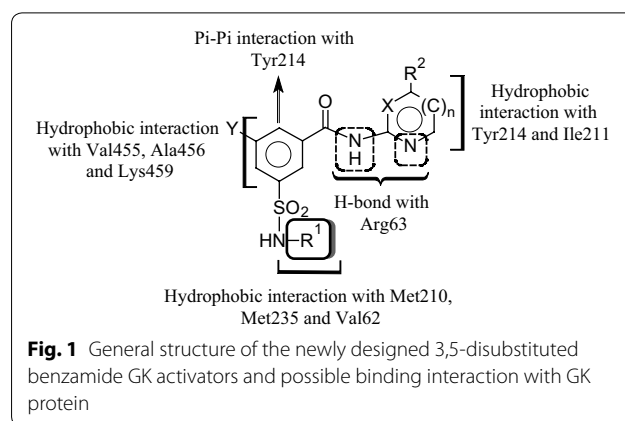 Pi-Pi interaction with
Tyr214
R²
O
X
(C)n
Hydrophobic
interaction with
Tyr214 and Ile211
Hydrophobic interaction
with Val455, Ala456
and Lys459
Y
N
H
N
H-bond with
Arg63
SO₂
HN
R¹
Hydrophobic interaction with Met210,
Met235 and Val62
Fig. 1 General structure of the newly designed 3,5-disubstituted
benzamide GK activators and possible binding interaction with GK
protein